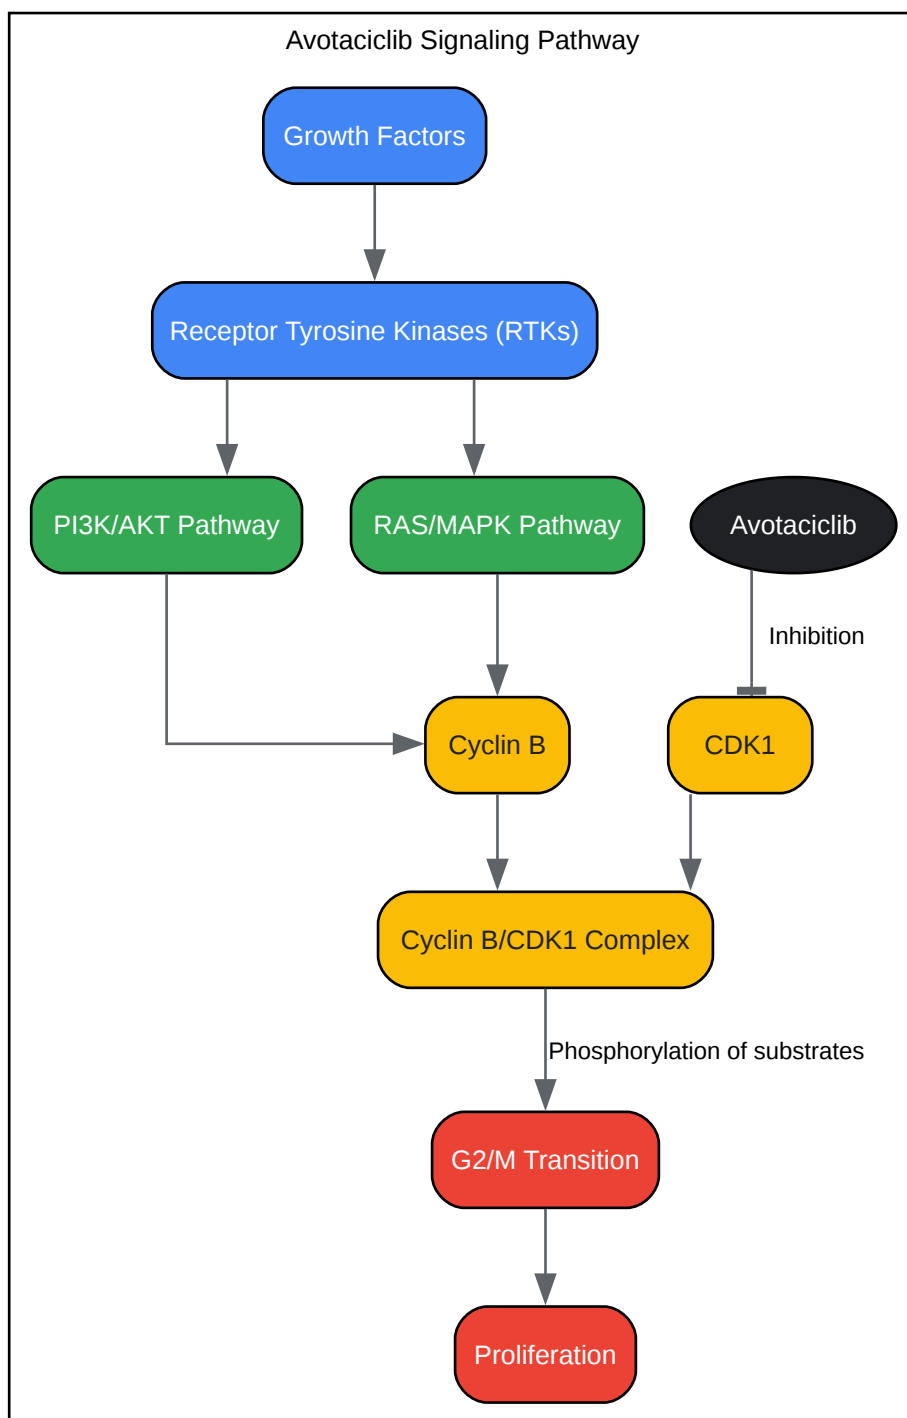 Avotaciclib Signaling Pathway
Growth Factors
Receptor Tyrosine Kinases (RTKs)
PI3K/AKT Pathway
RAS/MAPK Pathway
Avotaciclib
Inhibition
Cyclin B
CDK1
Cyclin B/CDK1 Complex
Phosphorylation of substrates
G2/M Transition
Proliferation